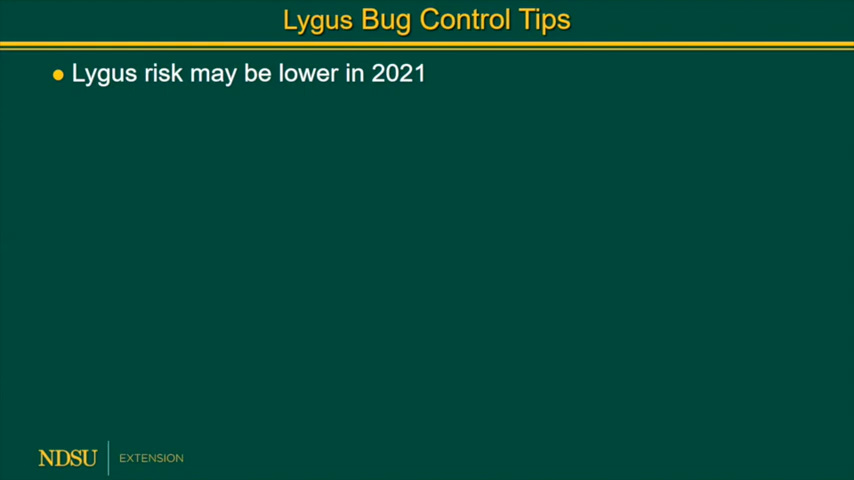 Lygus Bug Control Tips
Lygus risk may be lower in 2021
NDSU EXTENSION